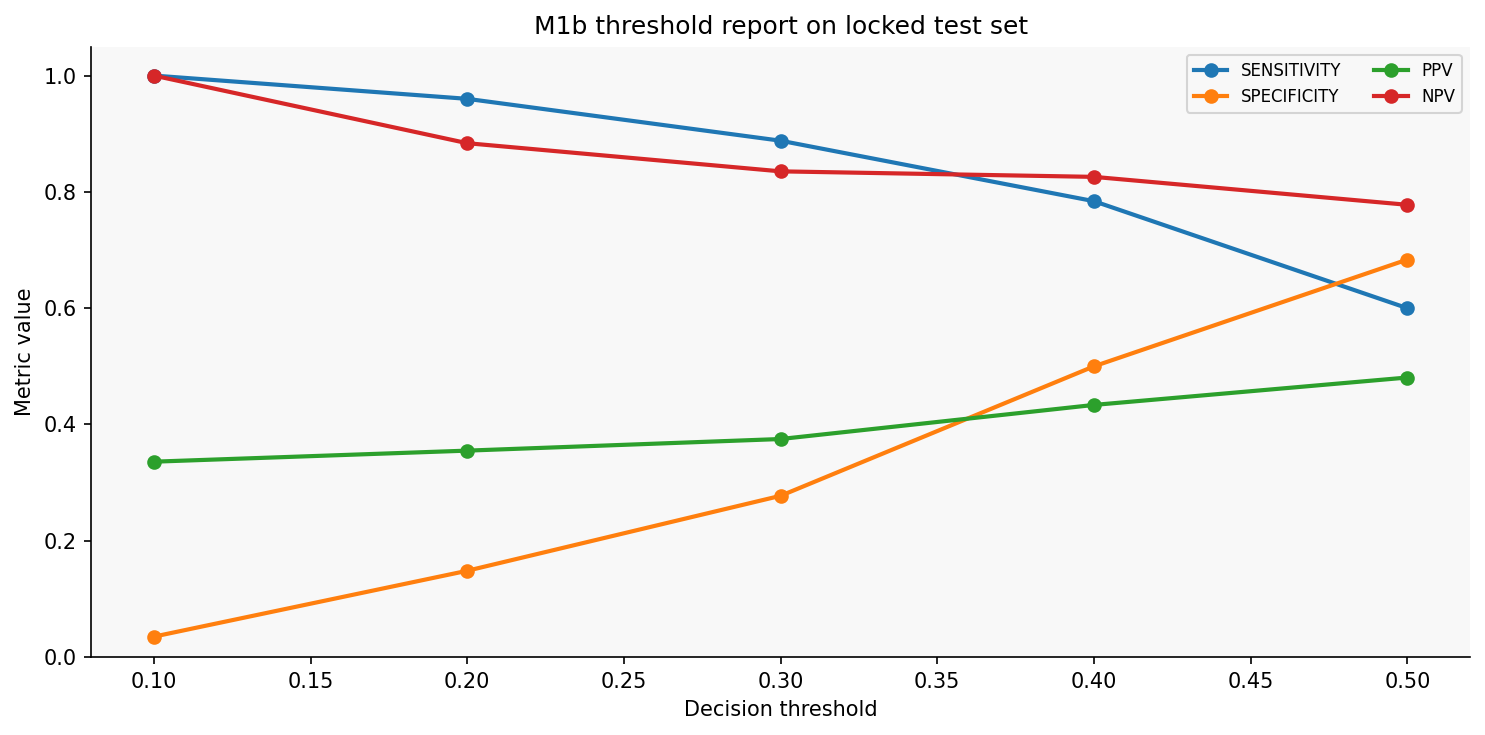 M1b threshold report on locked test set
SENSITIVITY
SPECIFICITY
PPV
NPV
Metric value
1.0
0.8
0.6
0.4
0.2
0.0
0.10 0.15 0.20 0.25 0.30 0.35 0.40 0.45 0.50
Decision threshold